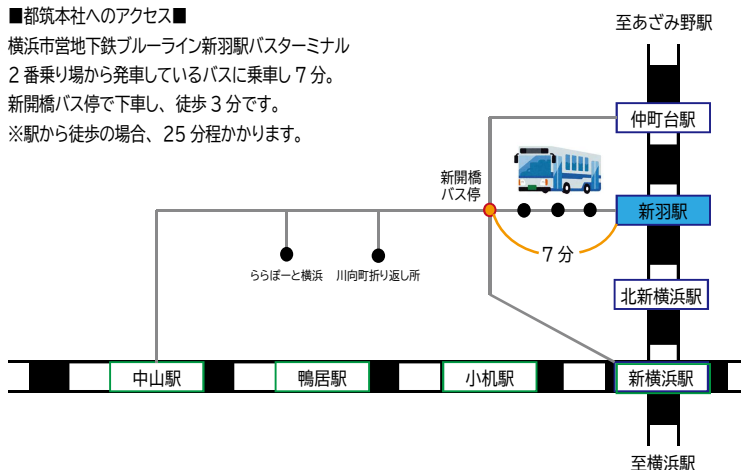 ■都筑本社へのアクセス■
横浜市営地下鉄ブルーライン新羽駅バスターミナル
２番乗り場から発車しているバスに乗車し７分。
新開橋バス停で下車し、徒歩３分です。
※駅から徒歩の場合、25分程かかります。
至あざみ野駅
仲町台駅
新開橋
バス停
新羽駅
7分
ららぽーと横浜
川向町折り返し所
北新横浜駅
中山駅
鴨居駅
小机駅
新横浜駅
至横浜駅